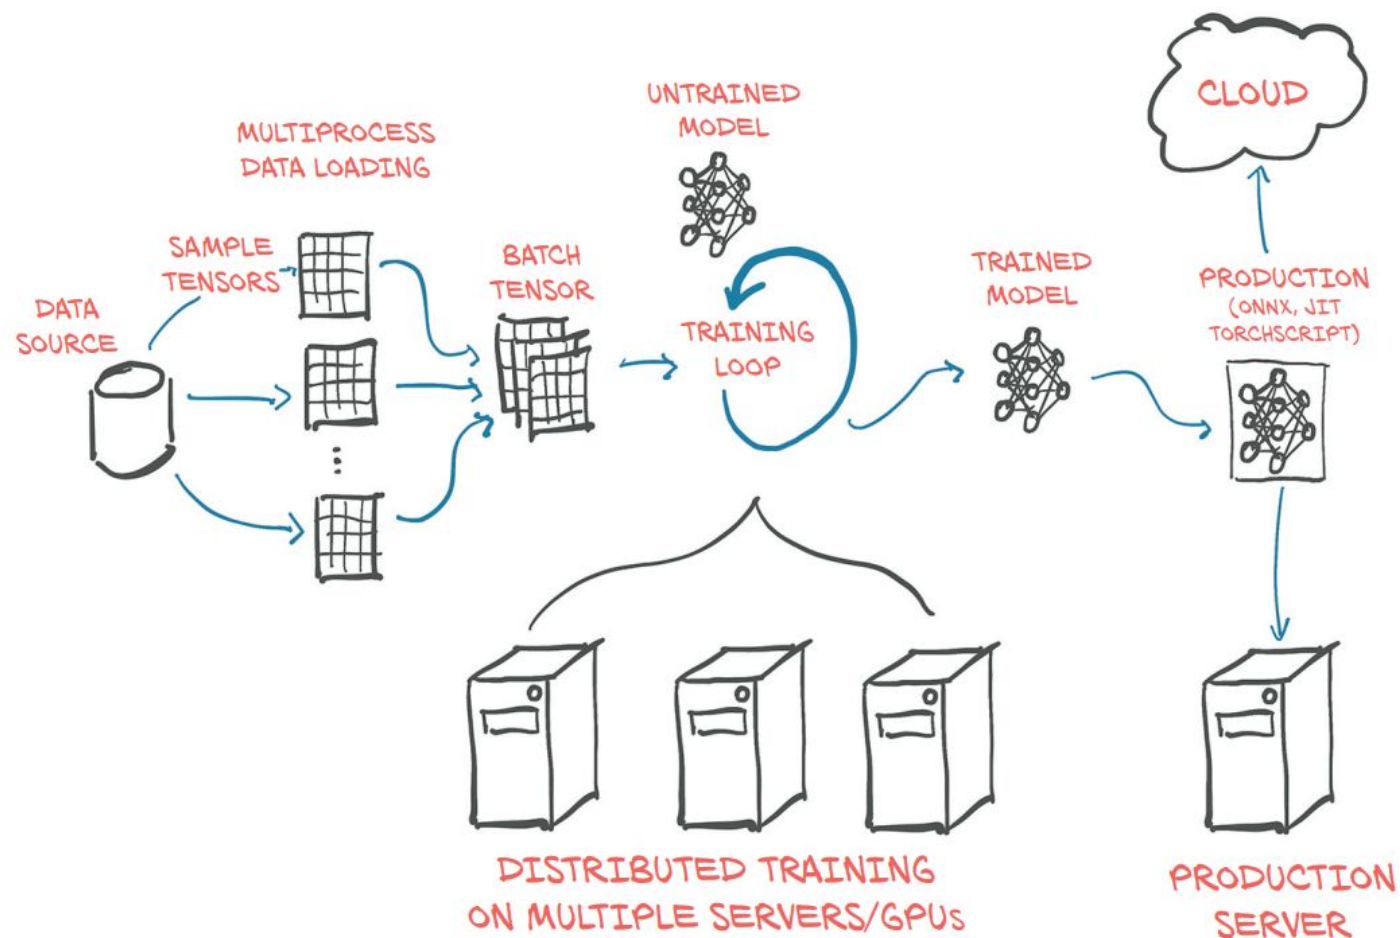 CLOUD
UNTRAINED
MODEL
MULTIPROCESS
DATA LOADING
SAMPLE
TENSORS
BATCH
TENSOR
DATA
SOURCE
TRAINING
LOOP
TRAINED
MODEL
PRODUCTION
(ONNX, JIT
TORCHSCRIPT)
DISTRIBUTED TRAINING
ON MULTIPLE SERVERS/GPUs
PRODUCTION
SERVER